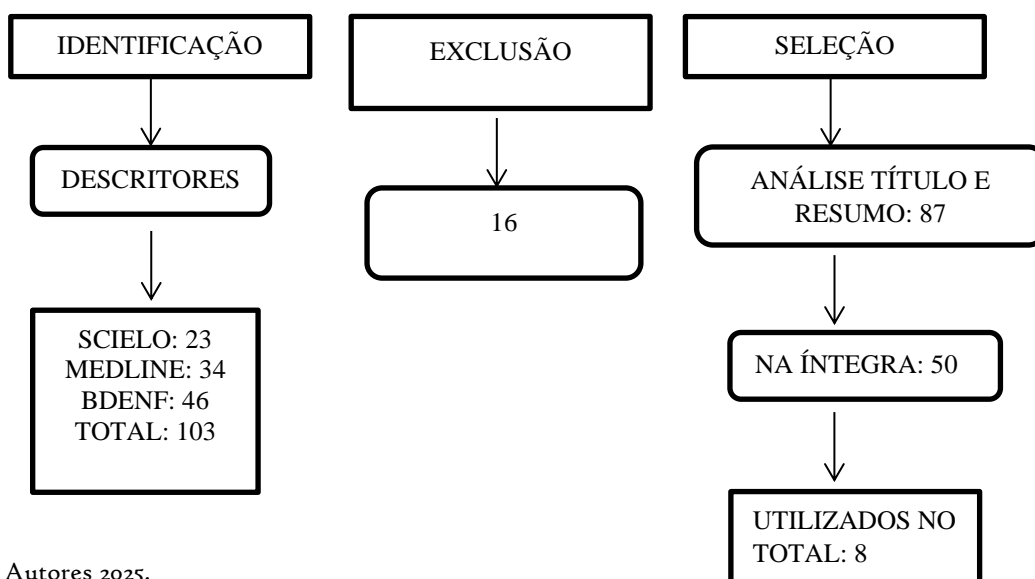 IDENTIFICAÇÃO
DESCRITORES
SCIELO: 23
MEDLINE: 34
BDENF: 46
TOTAL: 103
EXCLUSÃO
16
SELEÇÃO
ANÁLISE TÍTULO E
RESUMO: 87
NA ÍNTEGRA: 50
UTILIZADOS NO
TOTAL: 8
Autores 2025.